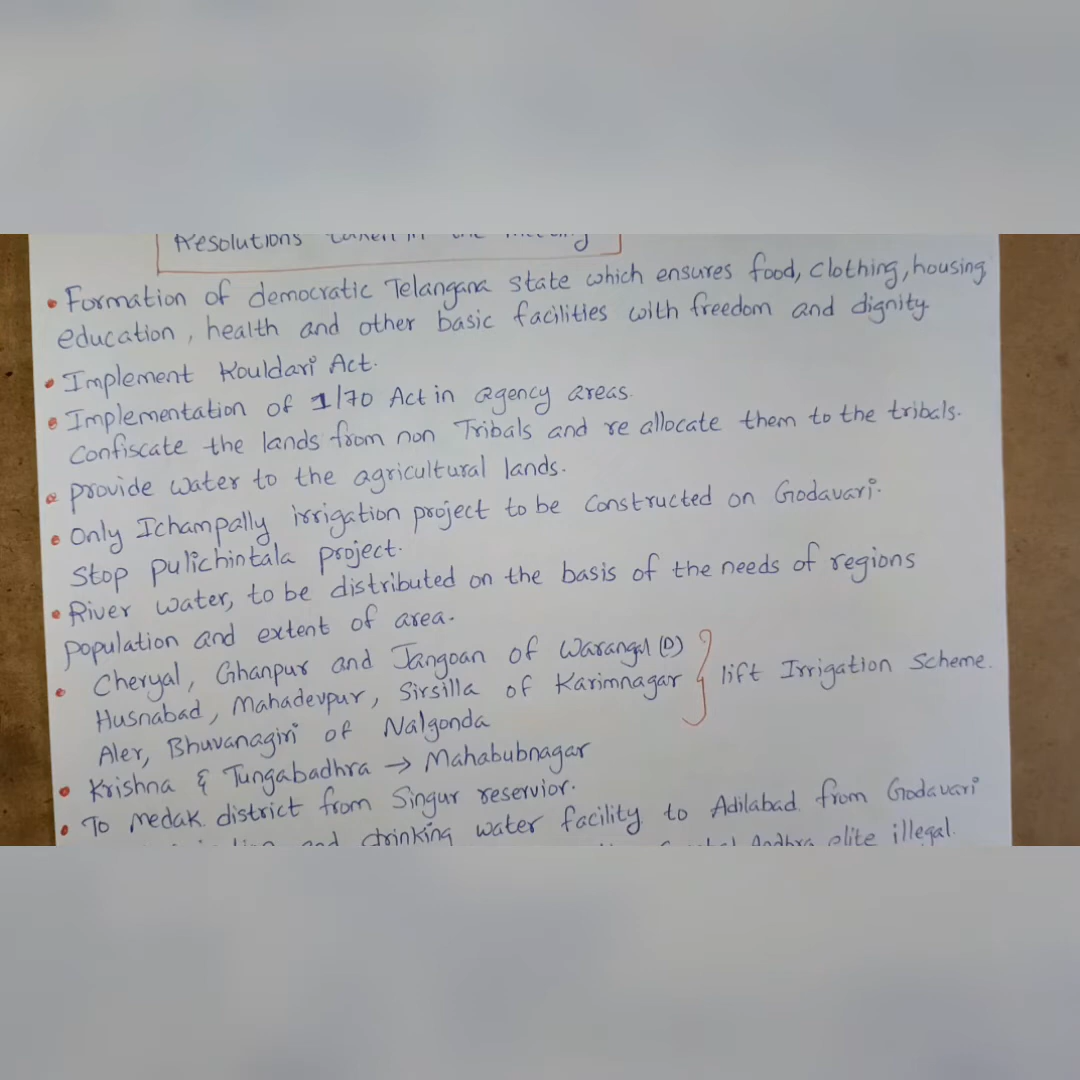 Resolutions taken in the meeting
• Formation of democratic Telangana state which ensures food, clothing, housing
education, health and other basic facilities with freedom and dignity
• Implement Kouldari Act.
• Implementation of 1/70 Act in agency areas.
Confiscate the lands from non Tribals and re allocate them to the tribals.
• provide water to the agricultural lands.
• Only Ichampally irrigation project to be constructed on Godavari.
Stop pulichintala project.
• River water, to be distributed on the basis of the needs of regions
population and extent of area.
• Cheryal, Ghanpur and Jangoan of Warangal (D)
Husnabad, Mahadevpur, Sirsilla of Karimnagar } lift Irrigation Scheme.
Aler, Bhuvanagiri of Nalgonda
• Krishna & Tungabadhra → Mahabubnagar
• To Medak district from Singur reservior.
and drinking water facility to Adilabad from Godavari
Andhra elite illegal.